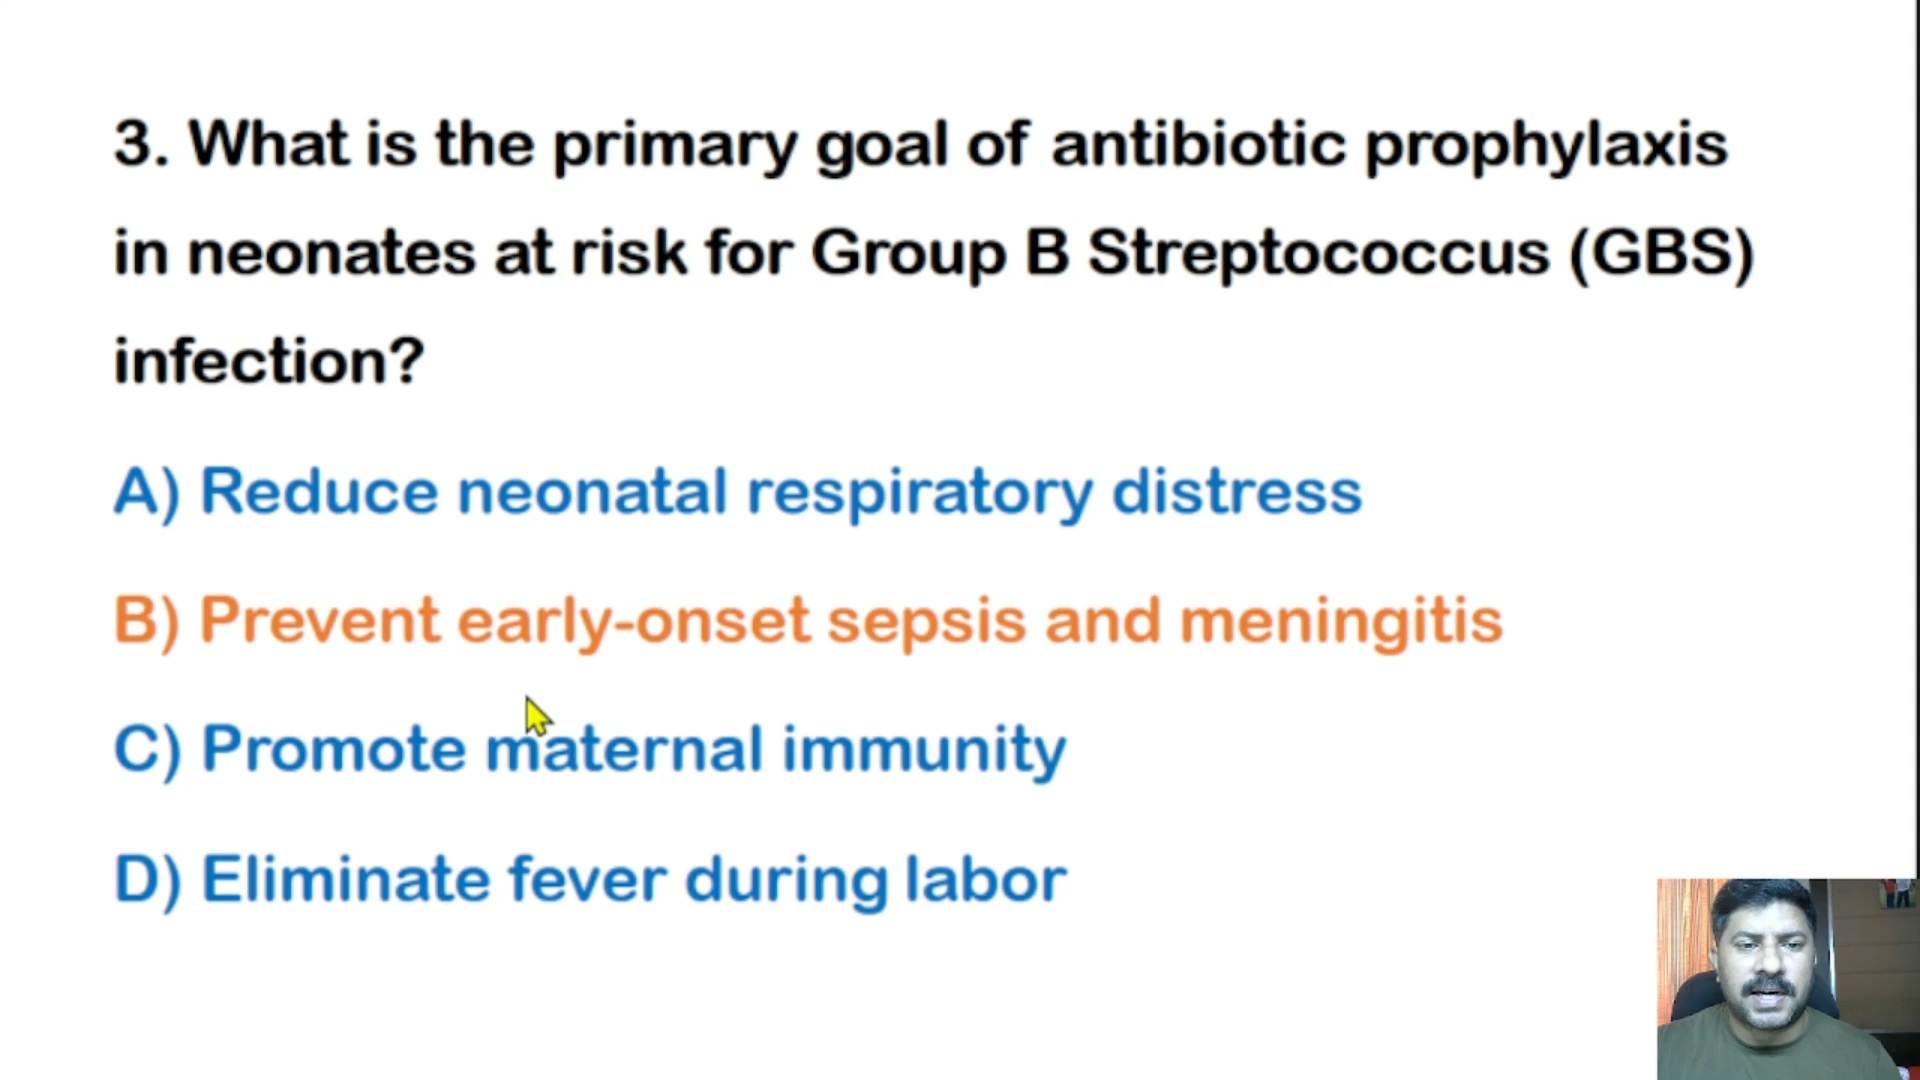 3. What is the primary goal of antibiotic prophylaxis
in neonates at risk for Group B Streptococcus (GBS)
infection?
A) Reduce neonatal respiratory distress
B) Prevent early-onset sepsis and meningitis
C) Promote maternal immunity
D) Eliminate fever during labor